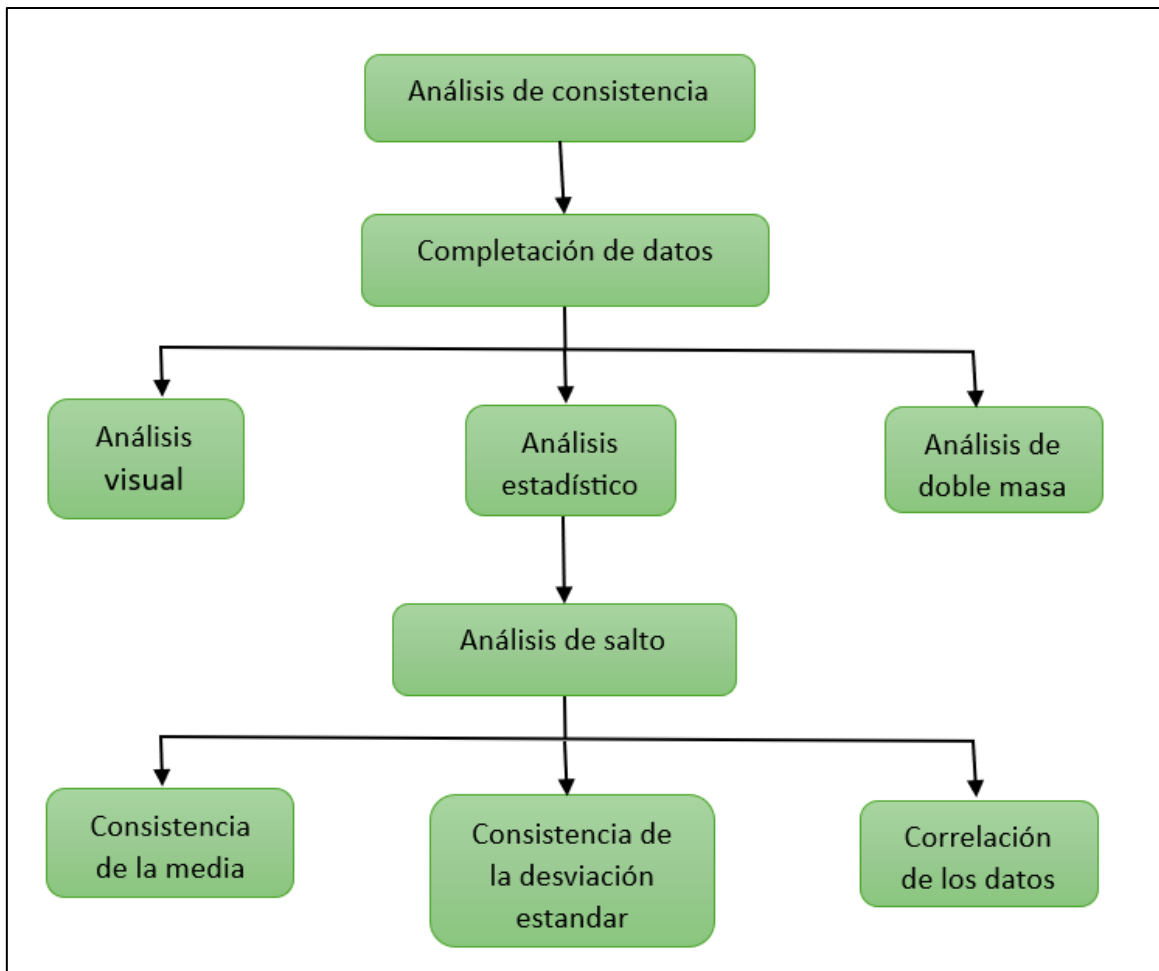 Análisis de consistencia
Completación de datos
Análisis
visual
Análisis
estadístico
Análisis de
doble masa
Análisis de salto
Consistencia
de la media
Consistencia de
la desviación
estandar
Correlación
de los datos